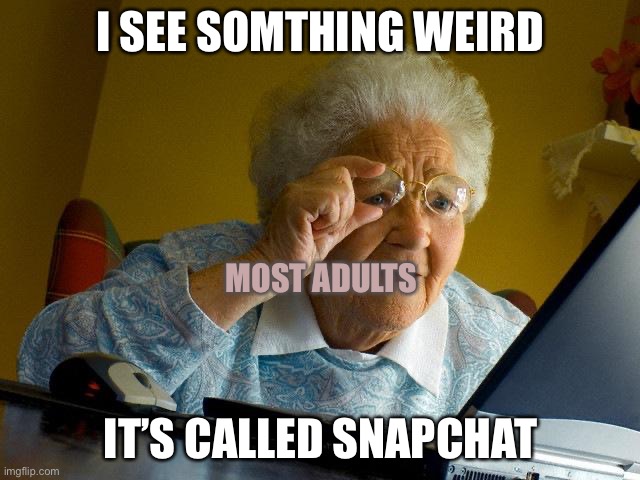 I SEE SOMTHING WEIRD
MOST ADULTS
IT'S CALLED SNAPCHAT
imgflip.com